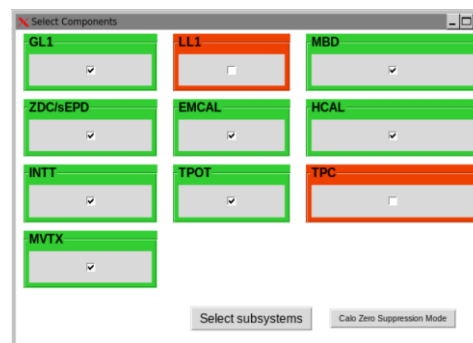 Select Components
GL1 LL1 MBD
ZDC/sEPD EMCAL HCAL
INTT TPOT TPC
MVTX
Select subsystems Calo Zero Suppression Mode